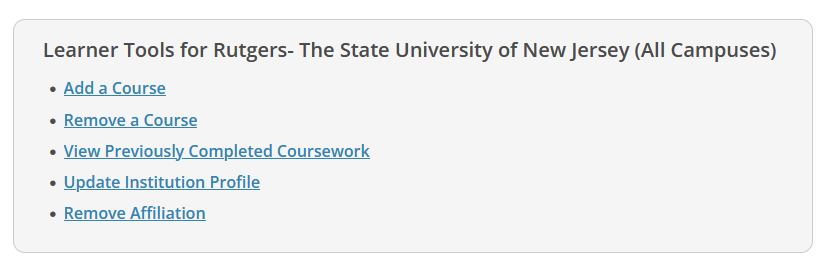 Learner Tools for Rutgers- The State University of New Jersey (All Campuses)
• Add a Course
• Remove a Course
• View Previously Completed Coursework
• Update Institution Profile
• Remove Affiliation